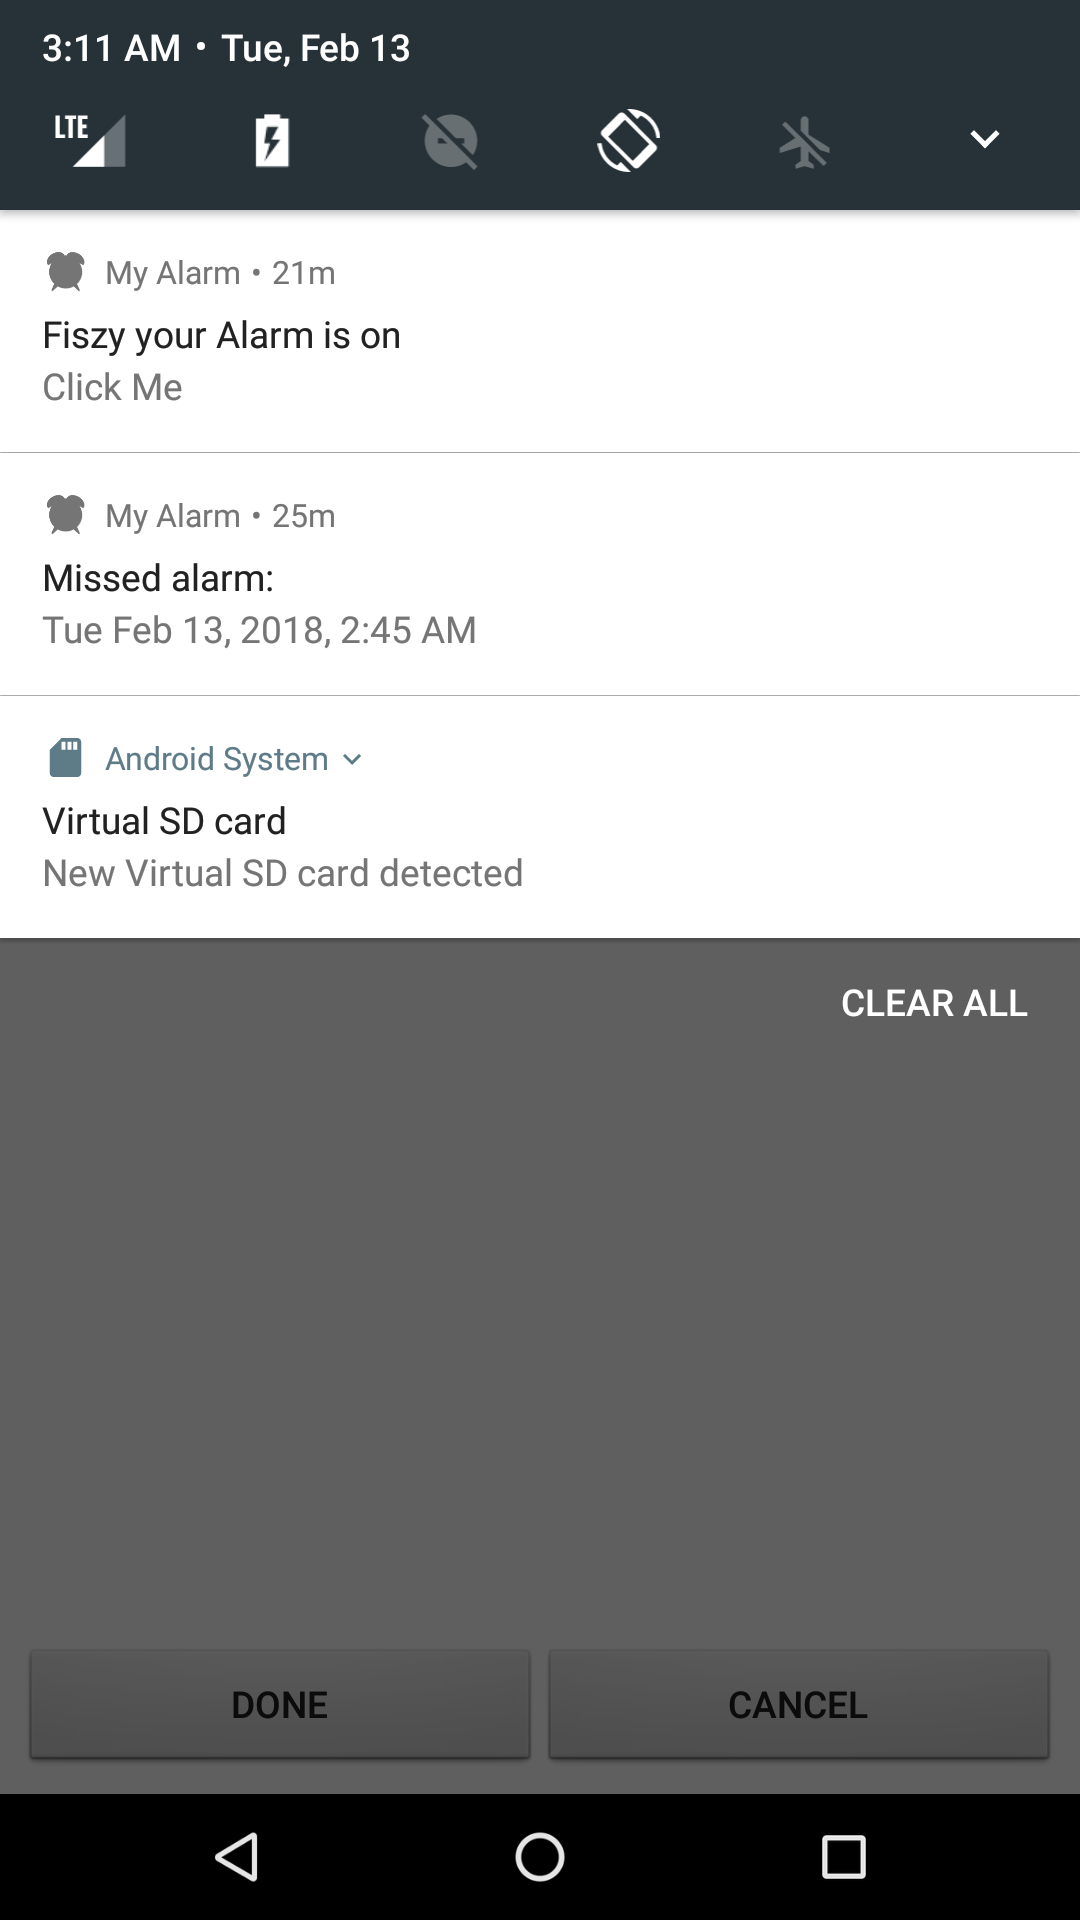 3:11 AM • Tue, Feb 13
LTE
My Alarm • 21m
Fiszy your Alarm is on
Click Me
My Alarm • 25m
Missed alarm:
Tue Feb 13, 2018, 2:45 AM
Android System
Virtual SD card
New Virtual SD card detected
CLEAR ALL
DONE
CANCEL